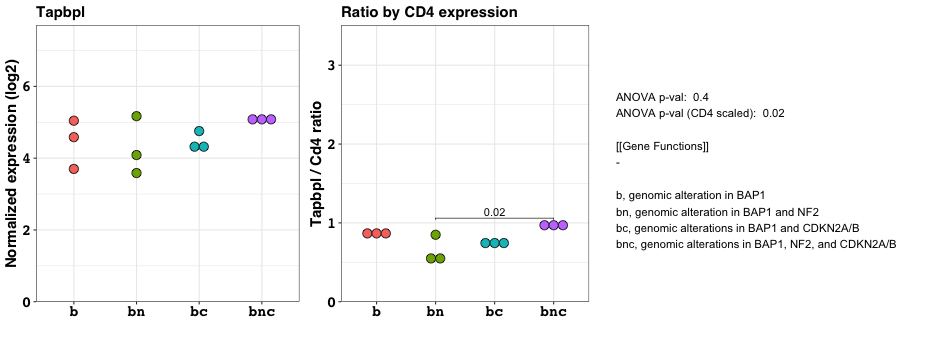 Tapbpl
Normalized expression (log2)
6
4
2
0
b bn bc bnc
Ratio by CD4 expression
Tapbpl / Cd4 ratio
3
2
1
0
0.02
b bn bc bnc
ANOVA p-val: 0.4
ANOVA p-val (CD4 scaled): 0.02
[[Gene Functions]]
-
b, genomic alteration in BAP1
bn, genomic alteration in BAP1 and NF2
bc, genomic alterations in BAP1 and CDKN2A/B
bnc, genomic alterations in BAP1, NF2, and CDKN2A/B